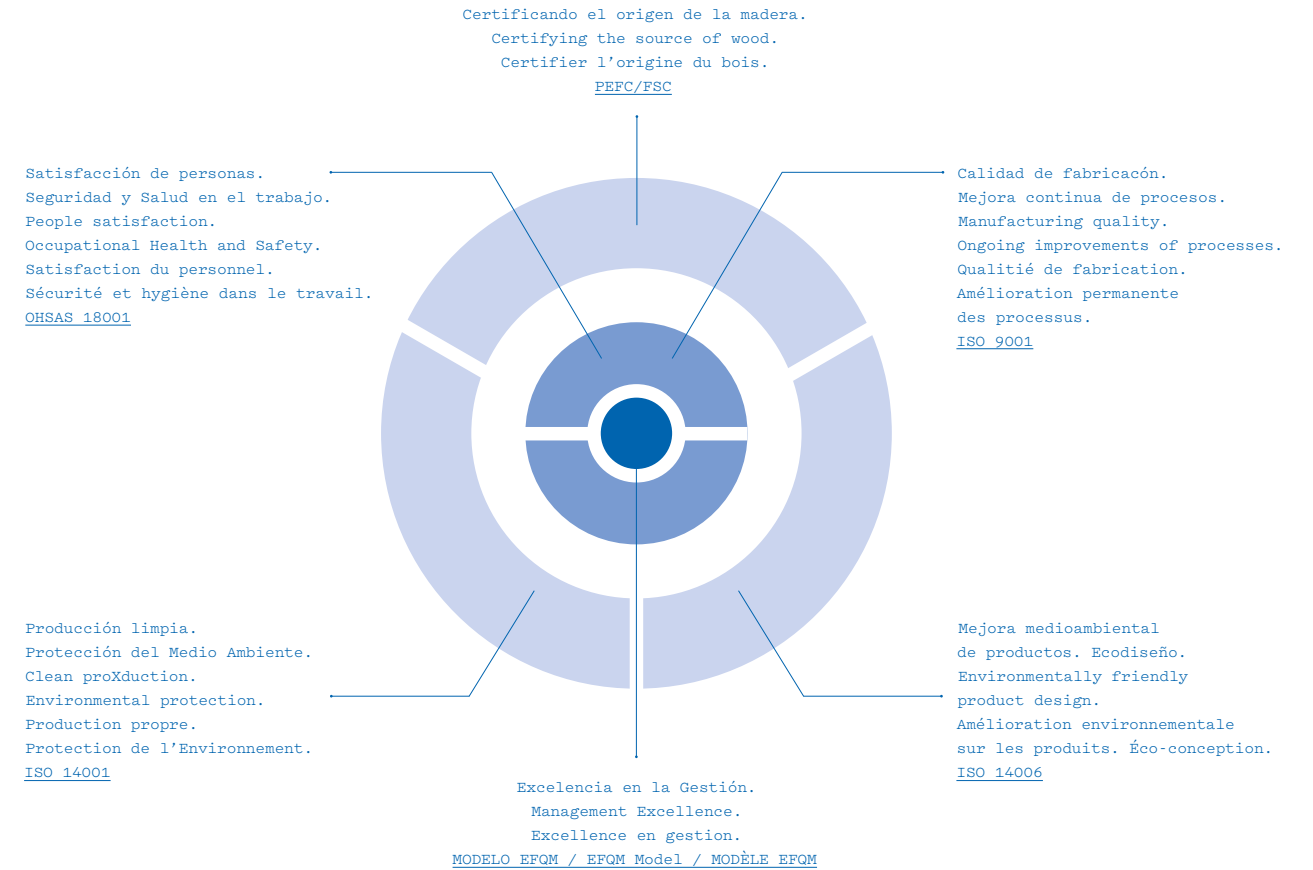 Certificando el origen de la madera.
Certifying the source of wood.
Certifier l’origine du bois.
PEFC/FSC
Satisfacción de personas.
Seguridad y Salud en el trabajo.
People satisfaction.
Occupational Health and Safety.
Satisfaction du personnel.
Sécurité et hygiène dans le travail.
OHSAS 18001
Calidad de fabricacón.
Mejora continua de procesos.
Manufacturing quality.
Ongoing improvements of processes.
Qualitié de fabrication.
Amélioration permanente
des processus.
ISO 9001
Producción limpia.
Protección del Medio Ambiente.
Clean proXduction.
Environmental protection.
Production propre.
Protection de l’Environnement.
ISO 14001
Mejora medioambiental
de productos. Ecodiseño.
Environmentally friendly
product design.
Amélioration environnementale
sur les produits. Éco-conception.
ISO 14006
Excelencia en la Gestión.
Management Excellence.
Excellence en gestion.
MODELO EFQM / EFQM Model / MODÈLE EFQM